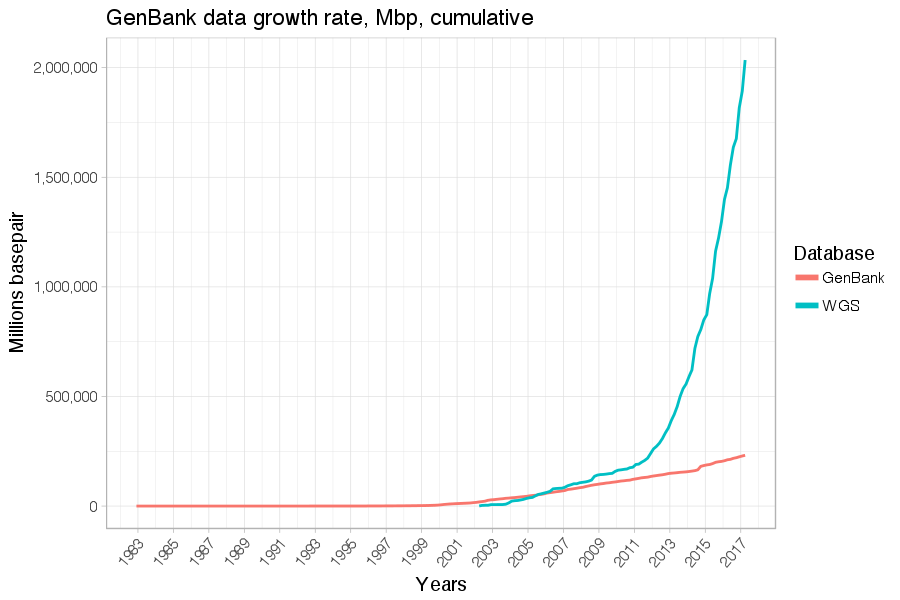 GenBank data growth rate, Mbp, cumulative
2,000,000
1,500,000
1,000,000
500,000
0
Millions basepair
1983 1985 1987 1989 1991 1993 1995 1997 1999 2001 2003 2005 2007 2009 2011 2013 2015 2017
Years
Database
GenBank
WGS